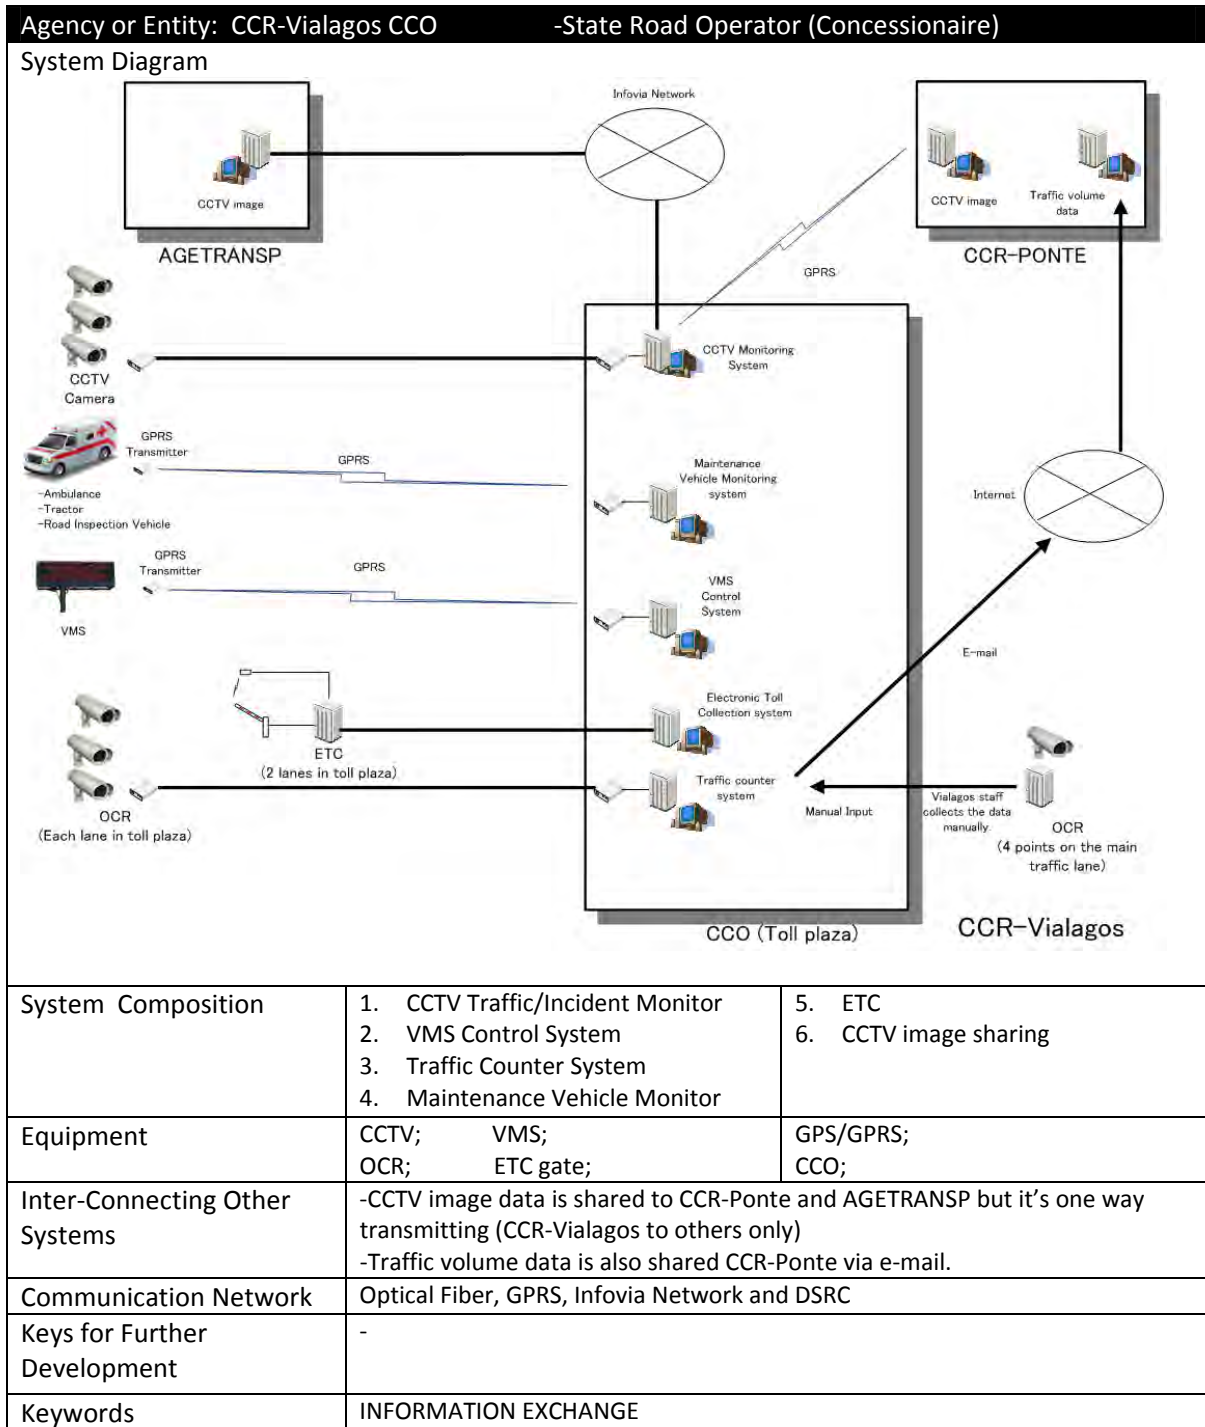 Agency or Entity: CCR-Vialagos CCO -State Road Operator (Concessionaire)
System Diagram
Infovia Network
CCTV image
AGETRANSP
CCTV image
Traffic volume
data
CCR-PONTE
GPRS
CCTV
Camera
CCTV Monitoring
System
GPRS
Transmitter
GPRS
-Ambulance
-Tractor
-Road Inspection Vehicle
Maintenance
Vehicle Monitoring
system
Internet
GPRS
Transmitter
GPRS
VMS
VMS
Control
System
E-mail
ETC
(2 lanes in toll plaza)
Electronic Toll
Collection system
OCR
(Each lane in toll plaza)
Traffic counter
system
Manual Input
Vialagos staff
collects the data
manually.
OCR
(4 points on the main
traffic lane)
CCO (Toll plaza)
CCR-Vialagos
System Composition
1. CCTV Traffic/Incident Monitor
2. VMS Control System
3. Traffic Counter System
4. Maintenance Vehicle Monitor
5. ETC
6. CCTV image sharing
Equipment
CCTV; VMS;
OCR; ETC gate;
GPS/GPRS;
CCO;
Inter-Connecting Other
Systems
-CCTV image data is shared to CCR-Ponte and AGETRANSP but it's one way
transmitting (CCR-Vialagos to others only)
-Traffic volume data is also shared CCR-Ponte via e-mail.
Communication Network
Optical Fiber, GPRS, Infovia Network and DSRC
Keys for Further
Development
-
Keywords
INFORMATION EXCHANGE